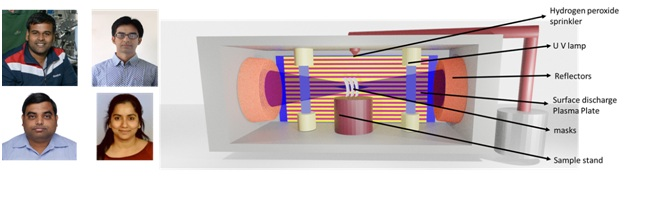 Hydrogen peroxide
sprinkler
U V lamp
Reflectors
Surface discharge
Plasma Plate
masks
Sample stand